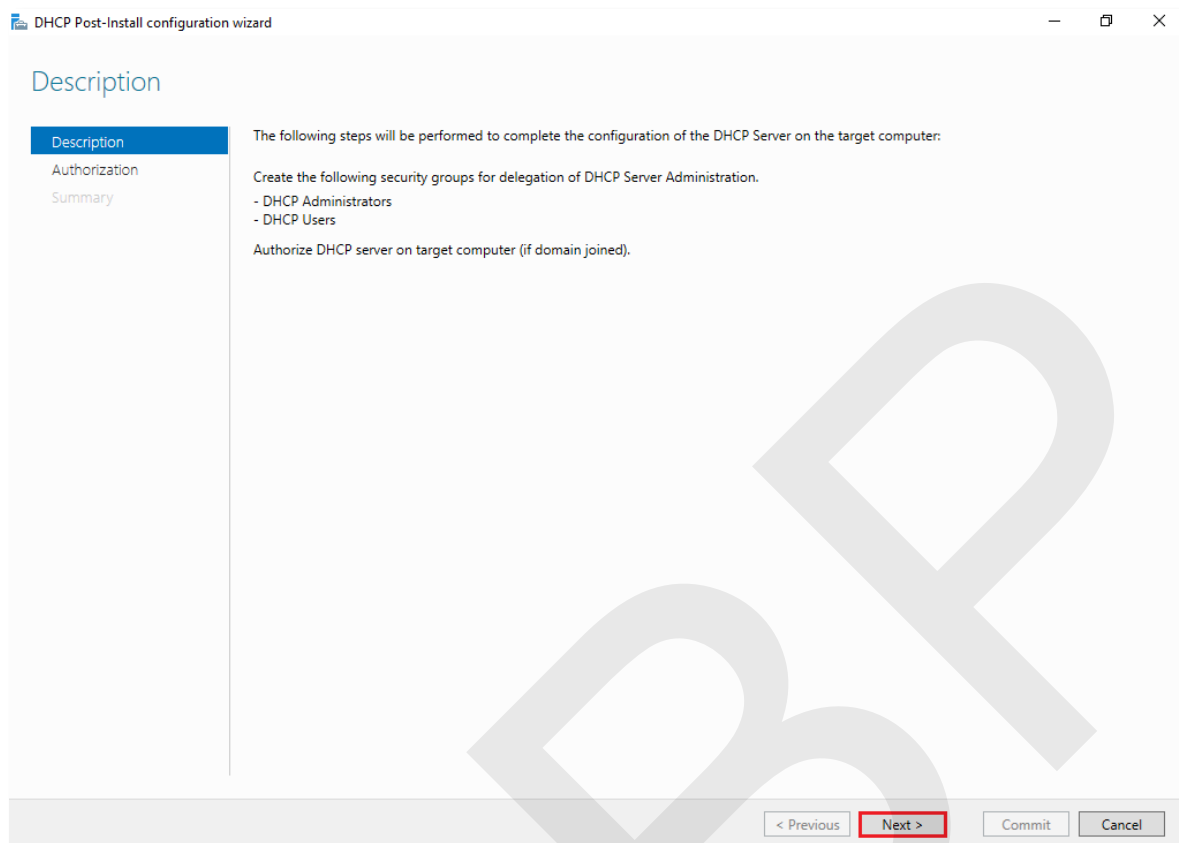 DHCP Post-Install configuration wizard
Description
Description
Authorization
Summary
The following steps will be performed to complete the configuration of the DHCP Server on the target computer:
Create the following security groups for delegation of DHCP Server Administration.
- DHCP Administrators
- DHCP Users
Authorize DHCP server on target computer (if domain joined).
< Previous Next > Commit Cancel
BP